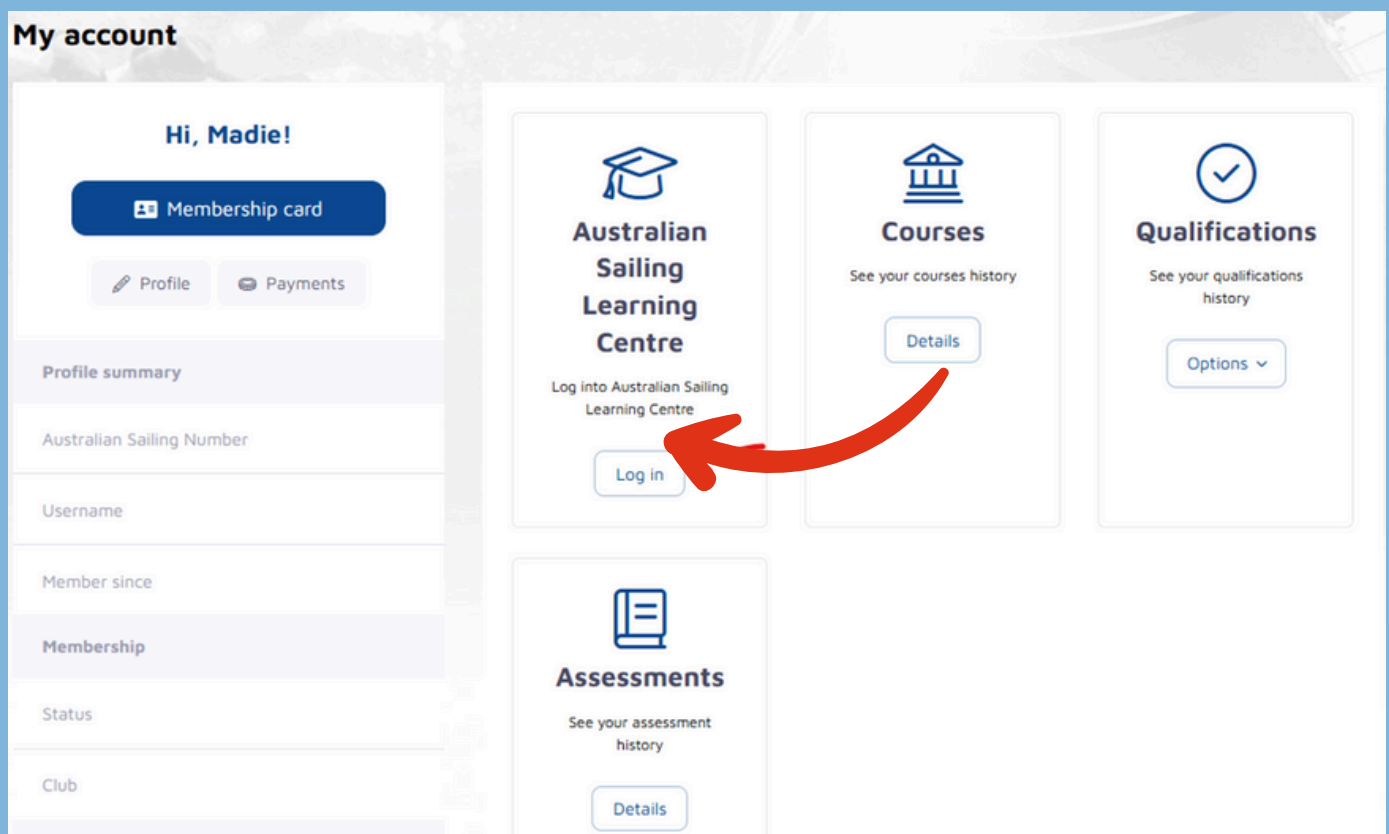 My account
Hi, Madie!
Membership card
Profile
Payments
Profile summary
Australian Sailing Number
Username
Member since
Membership
Status
Club
Australian
Sailing
Learning
Centre
Log into Australian Sailing
Learning Centre
Log in
Courses
See your courses history
Details
Qualifications
See your qualifications
history
Options
Assessments
See your assessment
history
Details